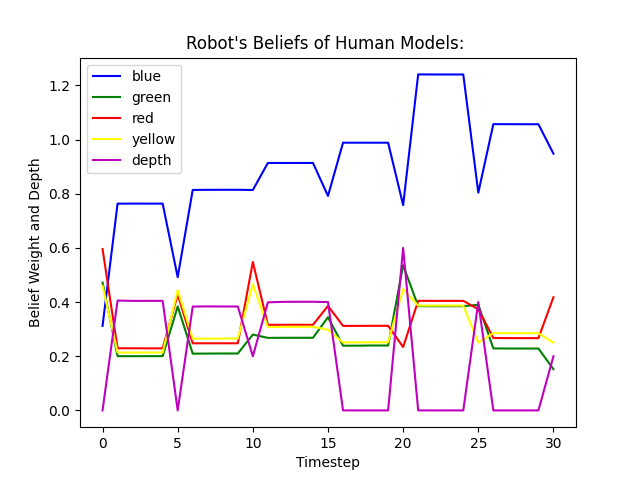 Robot's Beliefs of Human Models:
blue
green
red
yellow
depth
Belief Weight and Depth
1.2
1.0
0.8
0.6
0.4
0.2
0.0
0 5 10 15 20 25 30
Timestep